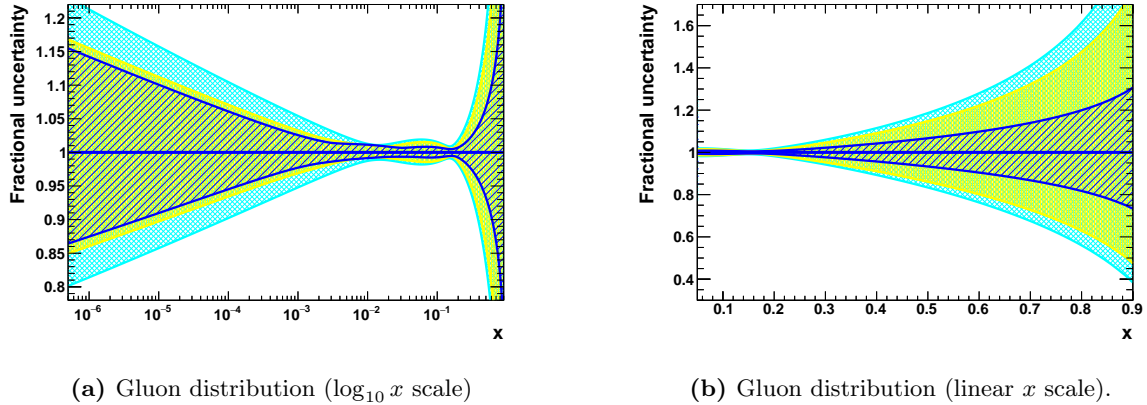 Fractional uncertainty
1.2
1.15
1.1
1.05
1
0.95
0.9
0.85
0.8
10⁻⁶ 10⁻⁵ 10⁻⁴ 10⁻³ 10⁻² 10⁻¹
x
Fractional uncertainty
1.6
1.4
1.2
1
0.8
0.6
0.4
0.1 0.2 0.3 0.4 0.5 0.6 0.7 0.8 0.9
x
(a) Gluon distribution (log₁₀ x scale)
(b) Gluon distribution (linear x scale).